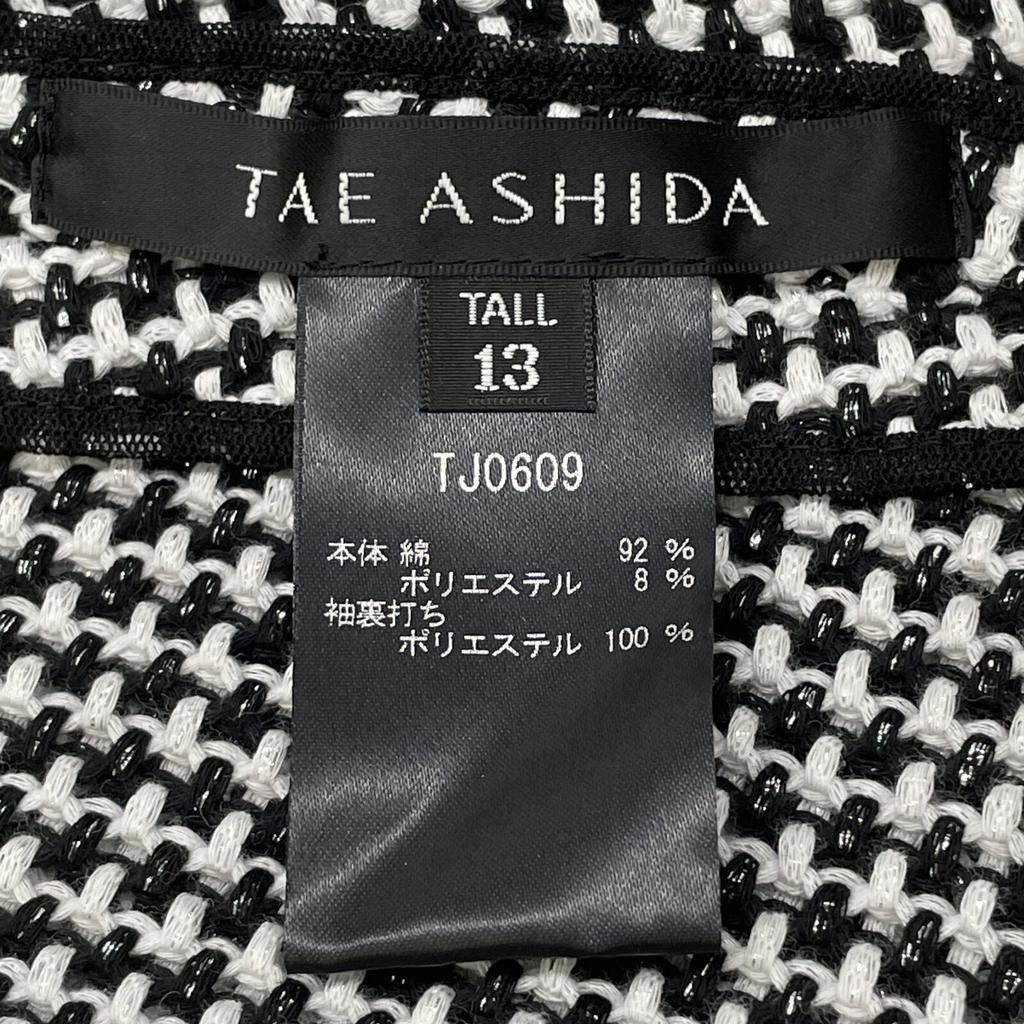 TAE ASHIDA
TALL
13
TJ0609
本体 綿 92 %
ポリエステル 8 %
袖裏打ち
ポリエステル 100 %